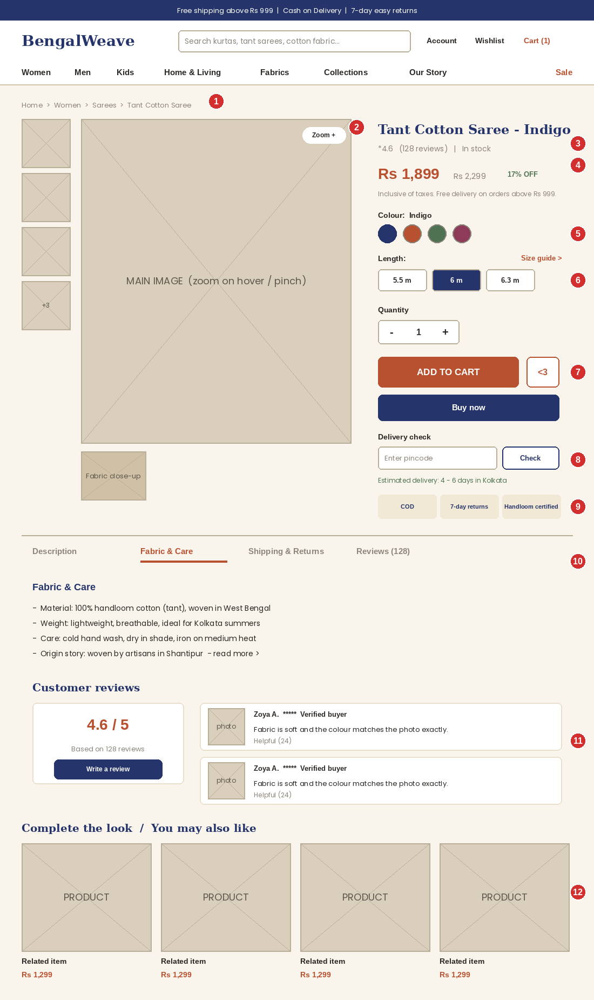 Free shipping above Rs 999 | Cash on Delivery | 7-day easy returns
BengalWeave
Search kurtas, tant sarees, cotton fabric...
Account Wishlist Cart (1)
Women Men Kids Home & Living Fabrics Collections Our Story Sale
Home > Women > Sarees > Tant Cotton Saree
1
+3
Zoom +
2
MAIN IMAGE (zoom on hover / pinch)
Fabric close-up
Tant Cotton Saree - Indigo
3
*4.6 (128 reviews) | In stock
4
Rs 1,899 Rs 2,299 17% OFF
Inclusive of taxes. Free delivery on orders above Rs 999.
Colour: Indigo
5
Length: Size guide >
5.5 m 6 m 6.3 m
6
Quantity
- 1 +
ADD TO CART <3
7
Buy now
Delivery check
Enter pincode Check
8
Estimated delivery: 4 - 6 days in Kolkata
COD 7-day returns Handloom certified
9
Description Fabric & Care Shipping & Returns Reviews (128)
10
Fabric & Care
- Material: 100% handloom cotton (tant), woven in West Bengal
- Weight: lightweight, breathable, ideal for Kolkata summers
- Care: cold hand wash, dry in shade, iron on medium heat
- Origin story: woven by artisans in Shantipur - read more >
Customer reviews
4.6 / 5
Based on 128 reviews
Write a review
photo
Zoya A. ***** Verified buyer
Fabric is soft and the colour matches the photo exactly.
Helpful (24)
11
photo
Zoya A. ***** Verified buyer
Fabric is soft and the colour matches the photo exactly.
Helpful (24)
Complete the look / You may also like
PRODUCT PRODUCT PRODUCT PRODUCT
12
Related item Related item Related item Related item
Rs 1,299 Rs 1,299 Rs 1,299 Rs 1,299